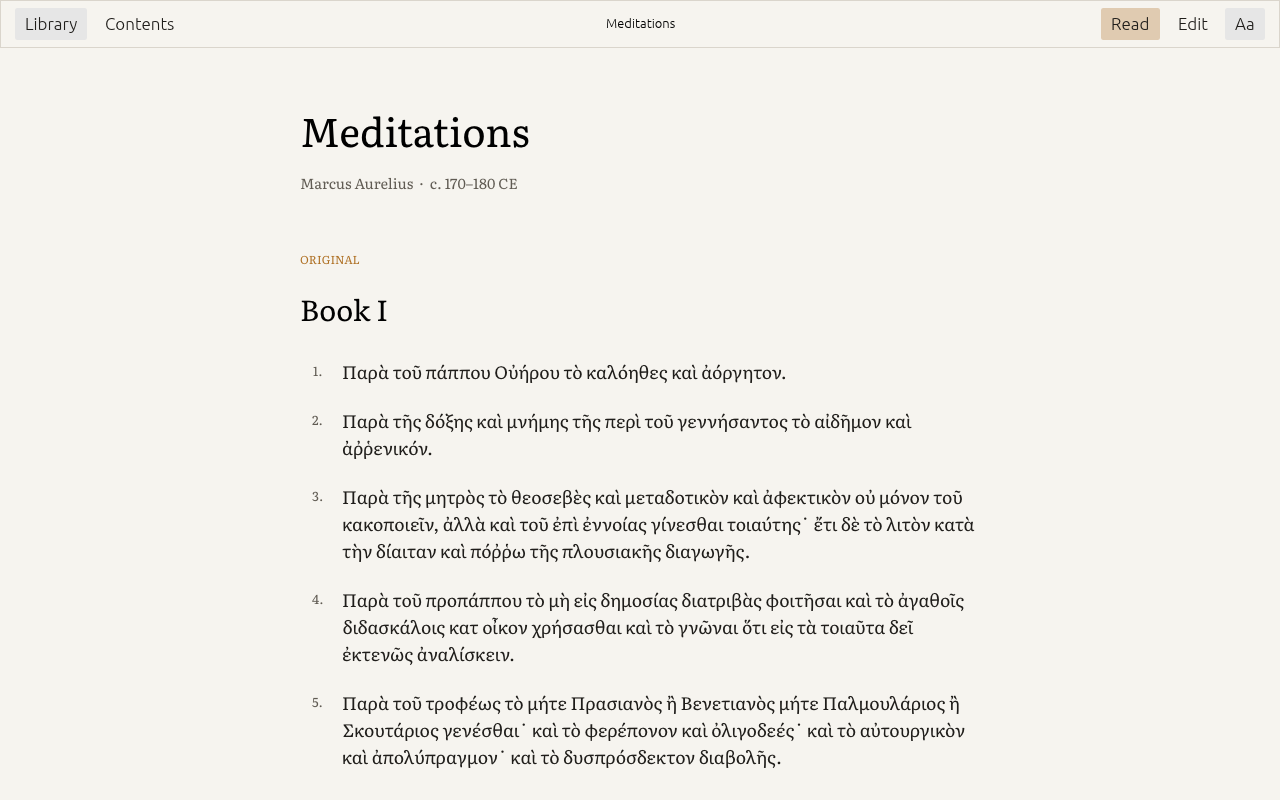 Library Contents Meditations Read Edit Aa
Meditations
Marcus Aurelius · c. 170–180 CE
ORIGINAL
Book I
1. Παρὰ τοῦ πάππου Οὐήρου τὸ καλόηθες καὶ ἀόργητον.
2. Παρὰ τῆς δόξης καὶ μνήμης τῆς περὶ τοῦ γεννήσαντος τὸ αἰδῆμον καὶ
ἀῤῥενικόν.
3. Παρὰ τῆς μητρὸς τὸ θεοσεβὲς καὶ μεταδοτικὸν καὶ ἀφεκτικὸν οὐ μόνον τοῦ
κακοποιεῖν, ἀλλὰ καὶ τοῦ ἐπὶ ἐννοίας γίνεσθαι τοιαύτης˙ ἔτι δὲ τὸ λιτὸν κατὰ
τὴν δίαιταν καὶ πόῤῥω τῆς πλουσιακῆς διαγωγῆς.
4. Παρὰ τοῦ προπάππου τὸ μὴ εἰς δημοσίας διατριβὰς φοιτῆσαι καὶ τὸ ἀγαθοῖς
διδασκάλοις κατ οἶκον χρήσασθαι καὶ τὸ γνῶναι ὅτι εἰς τὰ τοιαῦτα δεῖ
ἐκτενῶς ἀναλίσκειν.
5. Παρὰ τοῦ τροφέως τὸ μήτε Πρασιανὸς ἢ Βενετιανὸς μήτε Παλμουλάριος ἢ
Σκουτάριος γενέσθαι˙ καὶ τὸ φερέπονον καὶ ὀλιγοδεές˙ καὶ τὸ αὐτουργικὸν
καὶ ἀπολύπραγμον˙ καὶ τὸ δυσπρόσδεκτον διαβολῆς.